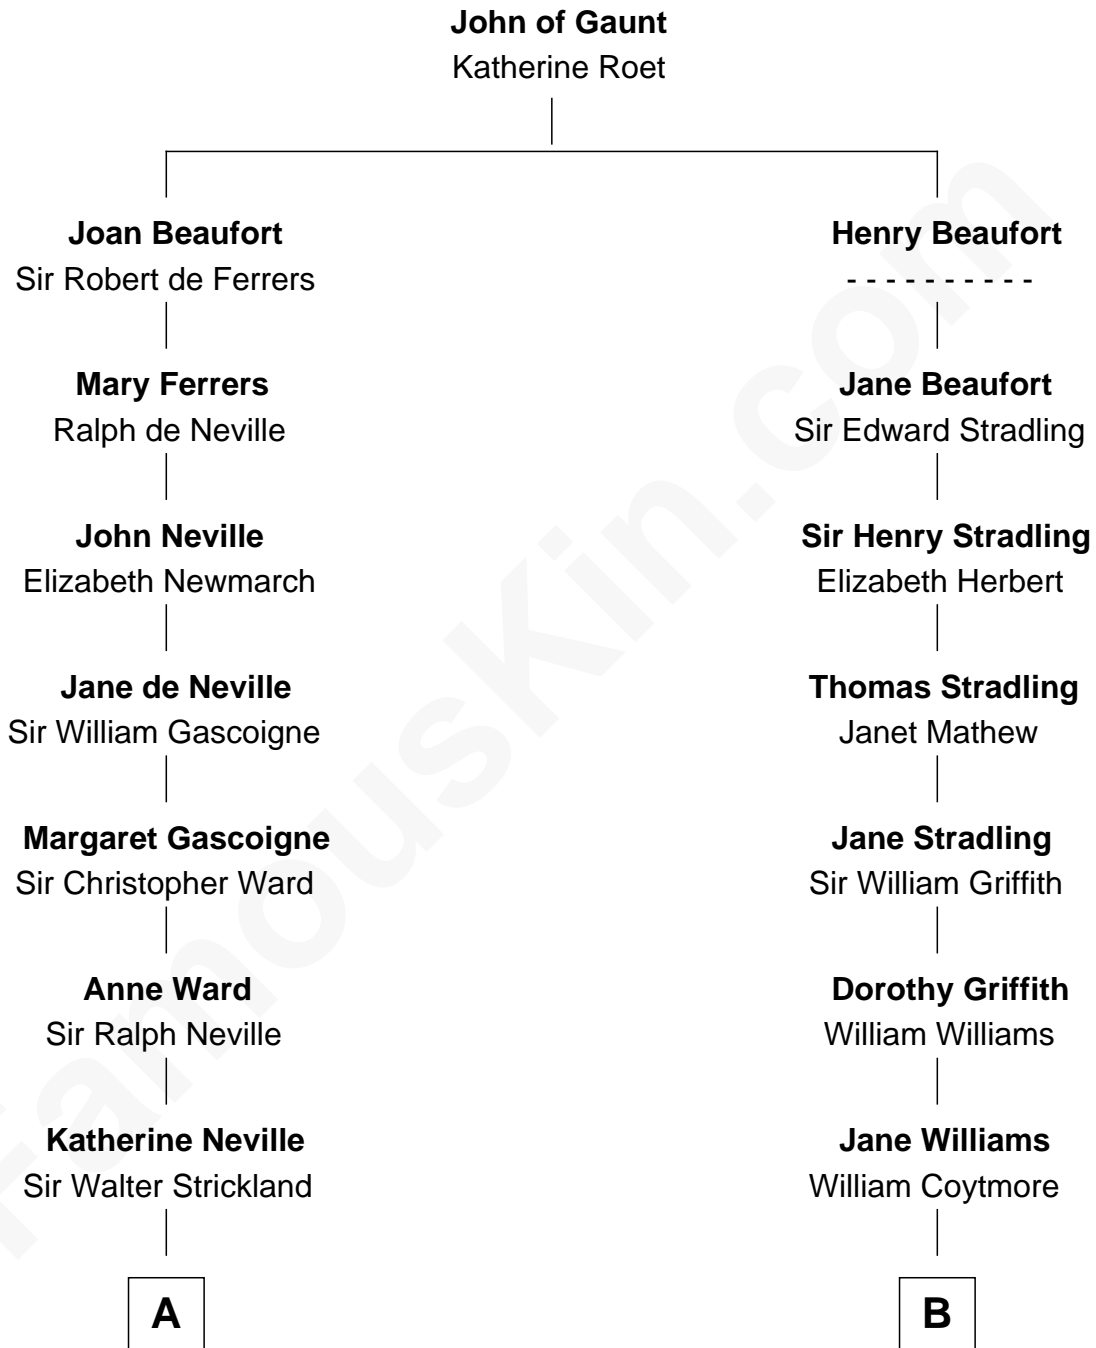 John of Gaunt
Katherine Roet
Joan Beaufort
Sir Robert de Ferrers
Henry Beaufort
- - - - - - - - - -
Mary Ferrers
Ralph de Neville
Jane Beaufort
Sir Edward Stradling
John Neville
Elizabeth Newmarch
Sir Henry Stradling
Elizabeth Herbert
Jane de Neville
Sir William Gascoigne
Thomas Stradling
Janet Mathew
Margaret Gascoigne
Sir Christopher Ward
Jane Stradling
Sir William Griffith
Anne Ward
Sir Ralph Neville
Dorothy Griffith
William Williams
Katherine Neville
Sir Walter Strickland
Jane Williams
William Coytmore
A
B
FamousKin.com